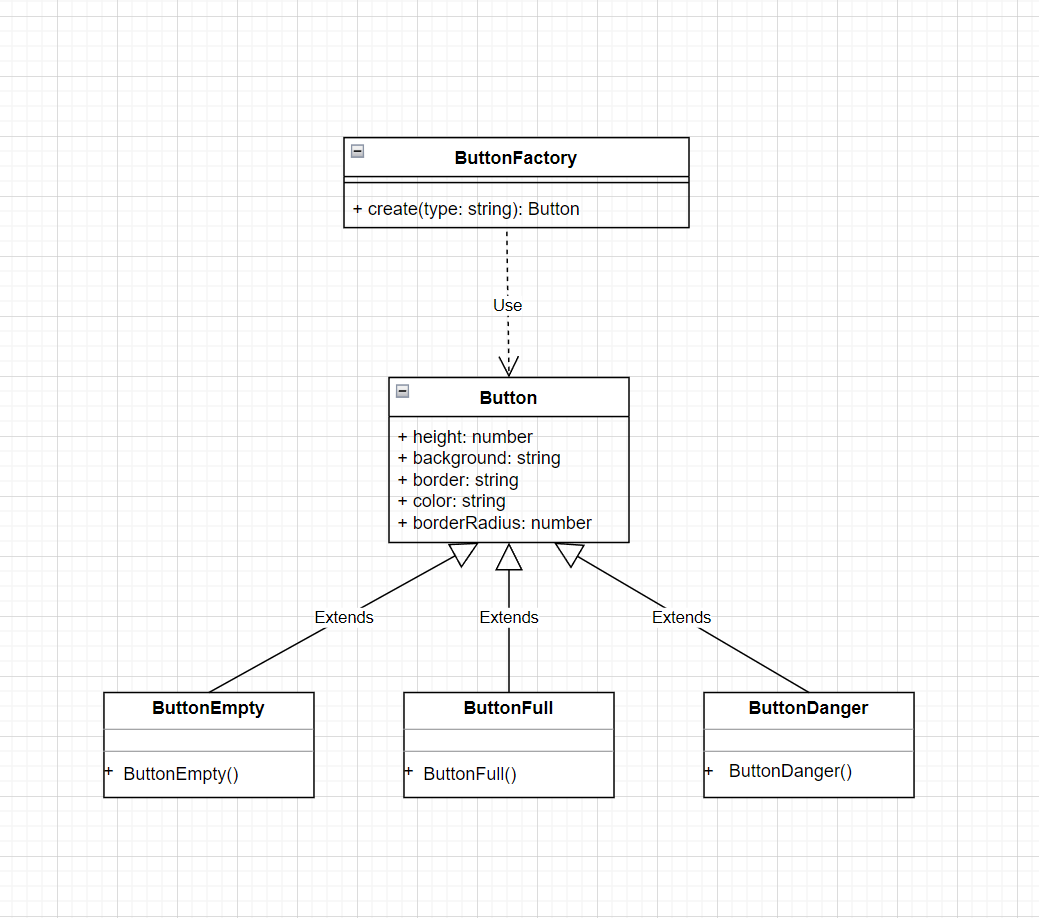 ButtonFactory
+ create(type: string): Button
Use
Button
+ height: number
+ background: string
+ border: string
+ color: string
+ borderRadius: number
Extends
Extends
Extends
ButtonEmpty
+ ButtonEmpty()
ButtonFull
+ ButtonFull()
ButtonDanger
+ ButtonDanger()